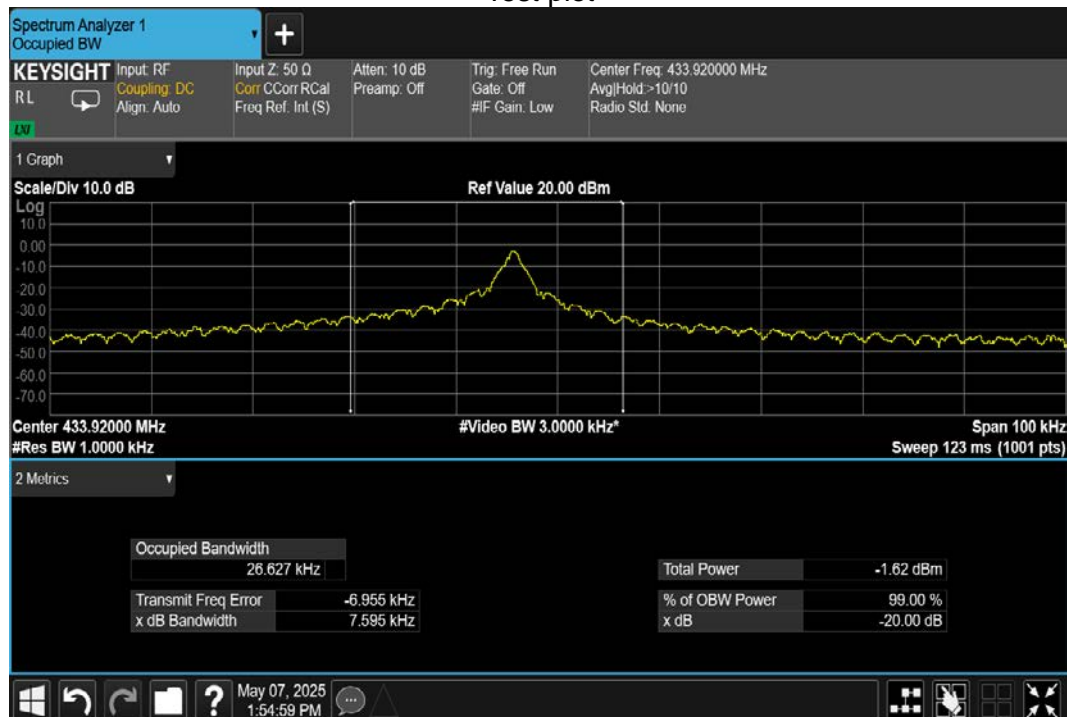 Test plot
Spectrum Analyzer 1
Occupied BW
+
KEYSIGHT
RL
LXI
Input: RF
Coupling: DC
Align: Auto
Input Z: 50 Ω
Corr CCorr RCal
Freq Ref: Int (S)
Atten: 10 dB
Preamp: Off
Trig: Free Run
Gate: Off
#IF Gain: Low
Center Freq: 433.920000 MHz
Avg|Hold:>10/10
Radio Std: None
1 Graph
Scale/Div 10.0 dB
Ref Value 20.00 dBm
Log
10.0
0.00
-10.0
-20.0
-30.0
-40.0
-50.0
-60.0
-70.0
Center 433.92000 MHz
#Video BW 3.0000 kHz*
Span 100 kHz
#Res BW 1.0000 kHz
Sweep 123 ms (1001 pts)
2 Metrics
Occupied Bandwidth
26.627 kHz
Total Power -1.62 dBm
Transmit Freq Error -6.955 kHz
% of OBW Power 99.00 %
x dB Bandwidth 7.595 kHz
x dB -20.00 dB
?
May 07, 2025
1:54:59 PM